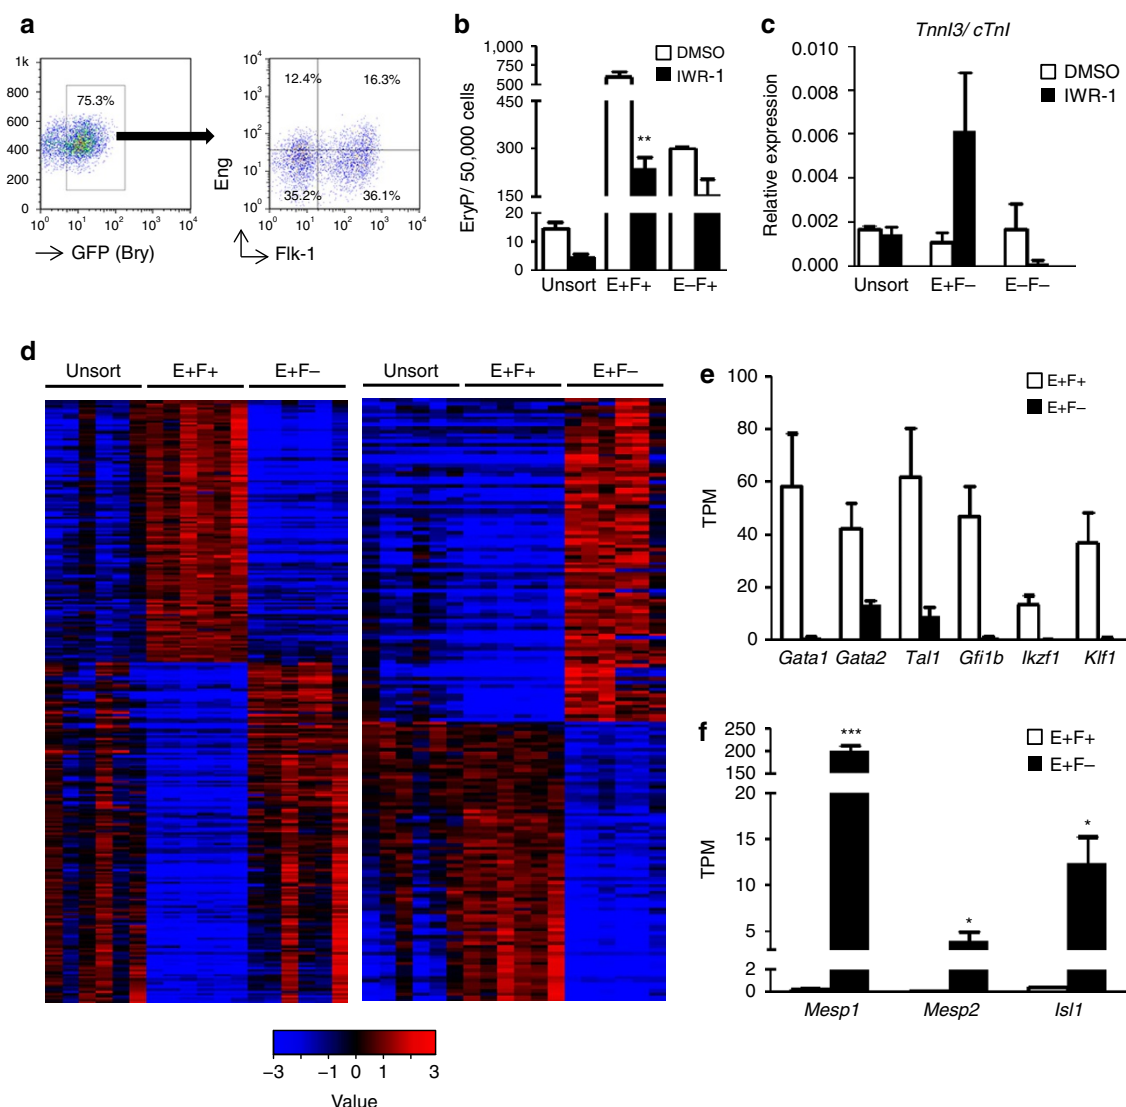 a
1k
800
600
400
200
0
75.3%
10^0 10^1 10^2 10^3 10^4
→ GFP (Bry)
10^4
10^3
10^2
10^1
10^0
12.4% 16.3%
35.2% 36.1%
10^0 10^1 10^2 10^3 10^4
Eng
Flk-1
b
1,000
750
500
450
300
150
20
10
0
EryP/ 50,000 cells
DMSO
IWR-1
**
Unsort E+F+ E−F+
c
TnnI3/ cTnI
0.010
0.008
0.006
0.004
0.002
0.000
Relative expression
DMSO
IWR-1
Unsort E+F− E−F−
d
Unsort E+F+ E+F− Unsort E+F+ E+F−
−3 −1 0 1 3
Value
e
100
80
60
40
20
0
TPM
E+F+
E+F−
Gata1 Gata2 Tal1 Gfi1b Ikzf1 Klf1
f
250
200
150
20
15
10
5
2
0
TPM
E+F+
E+F−
***
*
*
Mesp1 Mesp2 Isl1